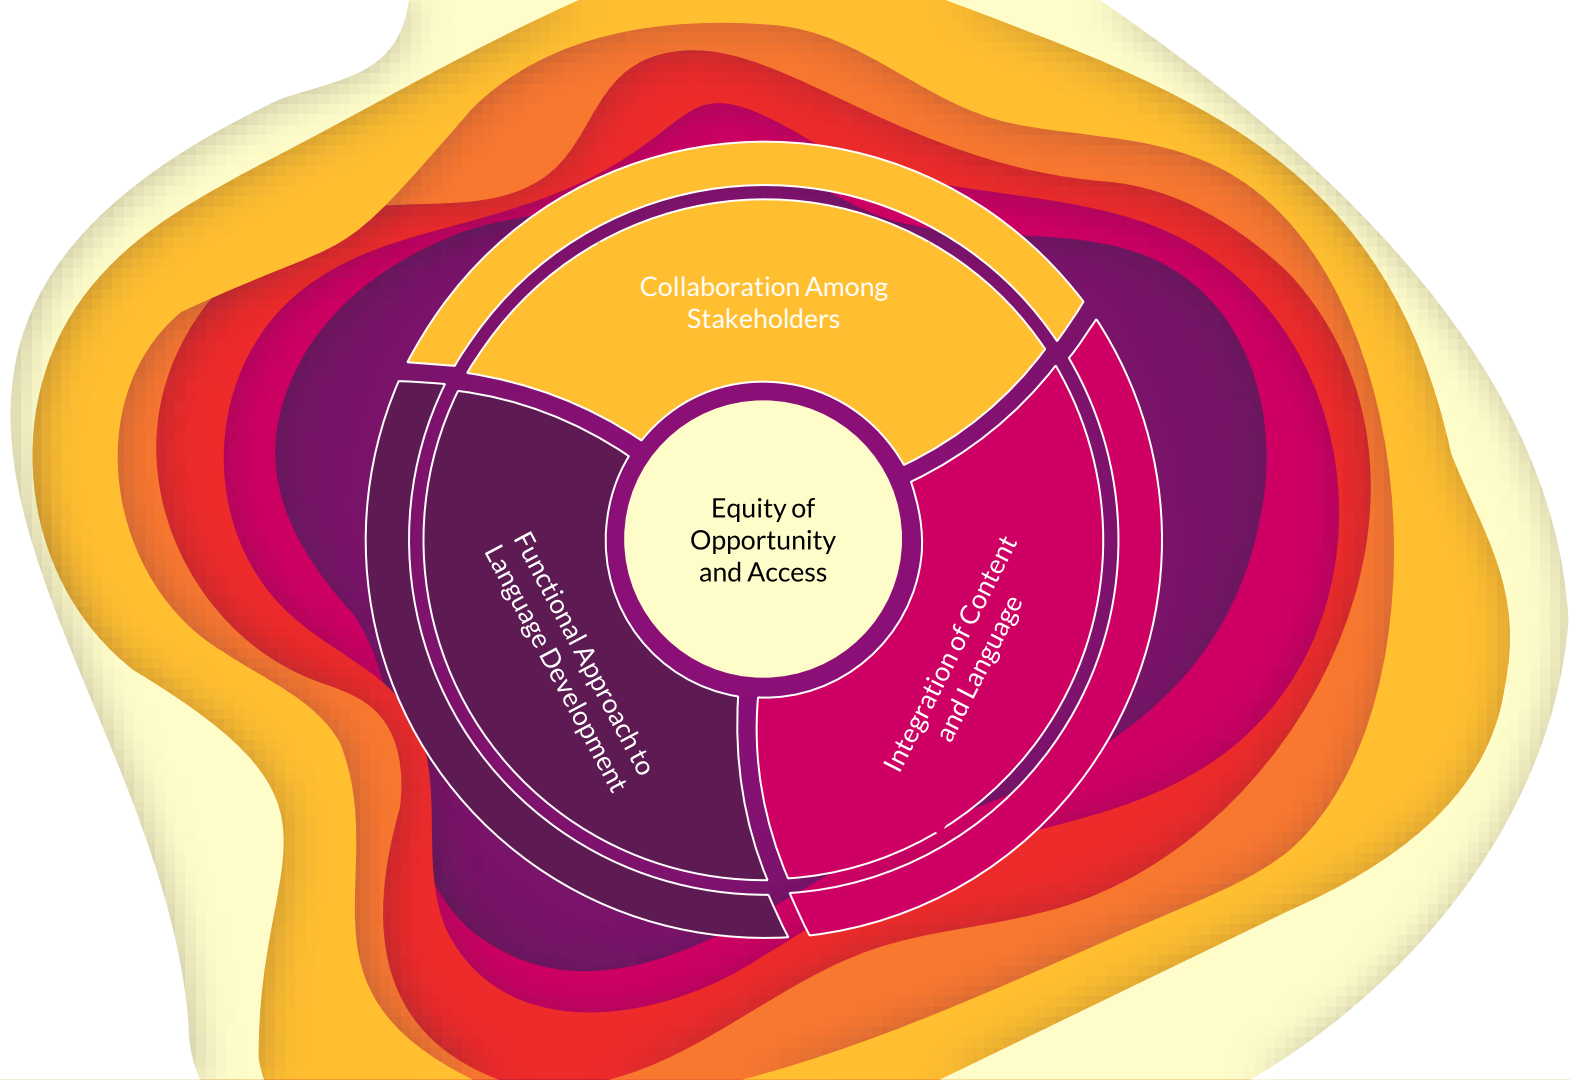 Collaboration Among
Stakeholders
Equity of
Opportunity
and Access
Functional Approach to
Language Development
Integration of Content
and Language